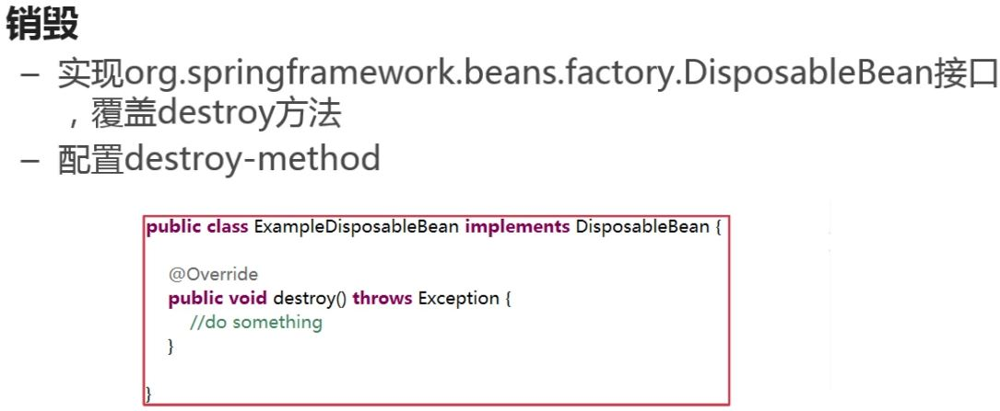 销毁
– 实现org.springframework.beans.factory.DisposableBean接口
，覆盖destroy方法
– 配置destroy-method
public class ExampleDisposableBean implements DisposableBean {
@Override
public void destroy() throws Exception {
//do something
}
}